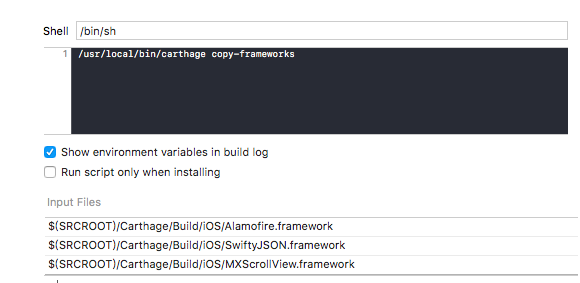 Shell /bin/sh
1 /usr/local/bin/carthage copy-frameworks
Show environment variables in build log
Run script only when installing
Input Files
$(SRCROOT)/Carthage/Build/iOS/Alamofire.framework
$(SRCROOT)/Carthage/Build/iOS/SwiftyJSON.framework
$(SRCROOT)/Carthage/Build/iOS/MXScrollView.framework